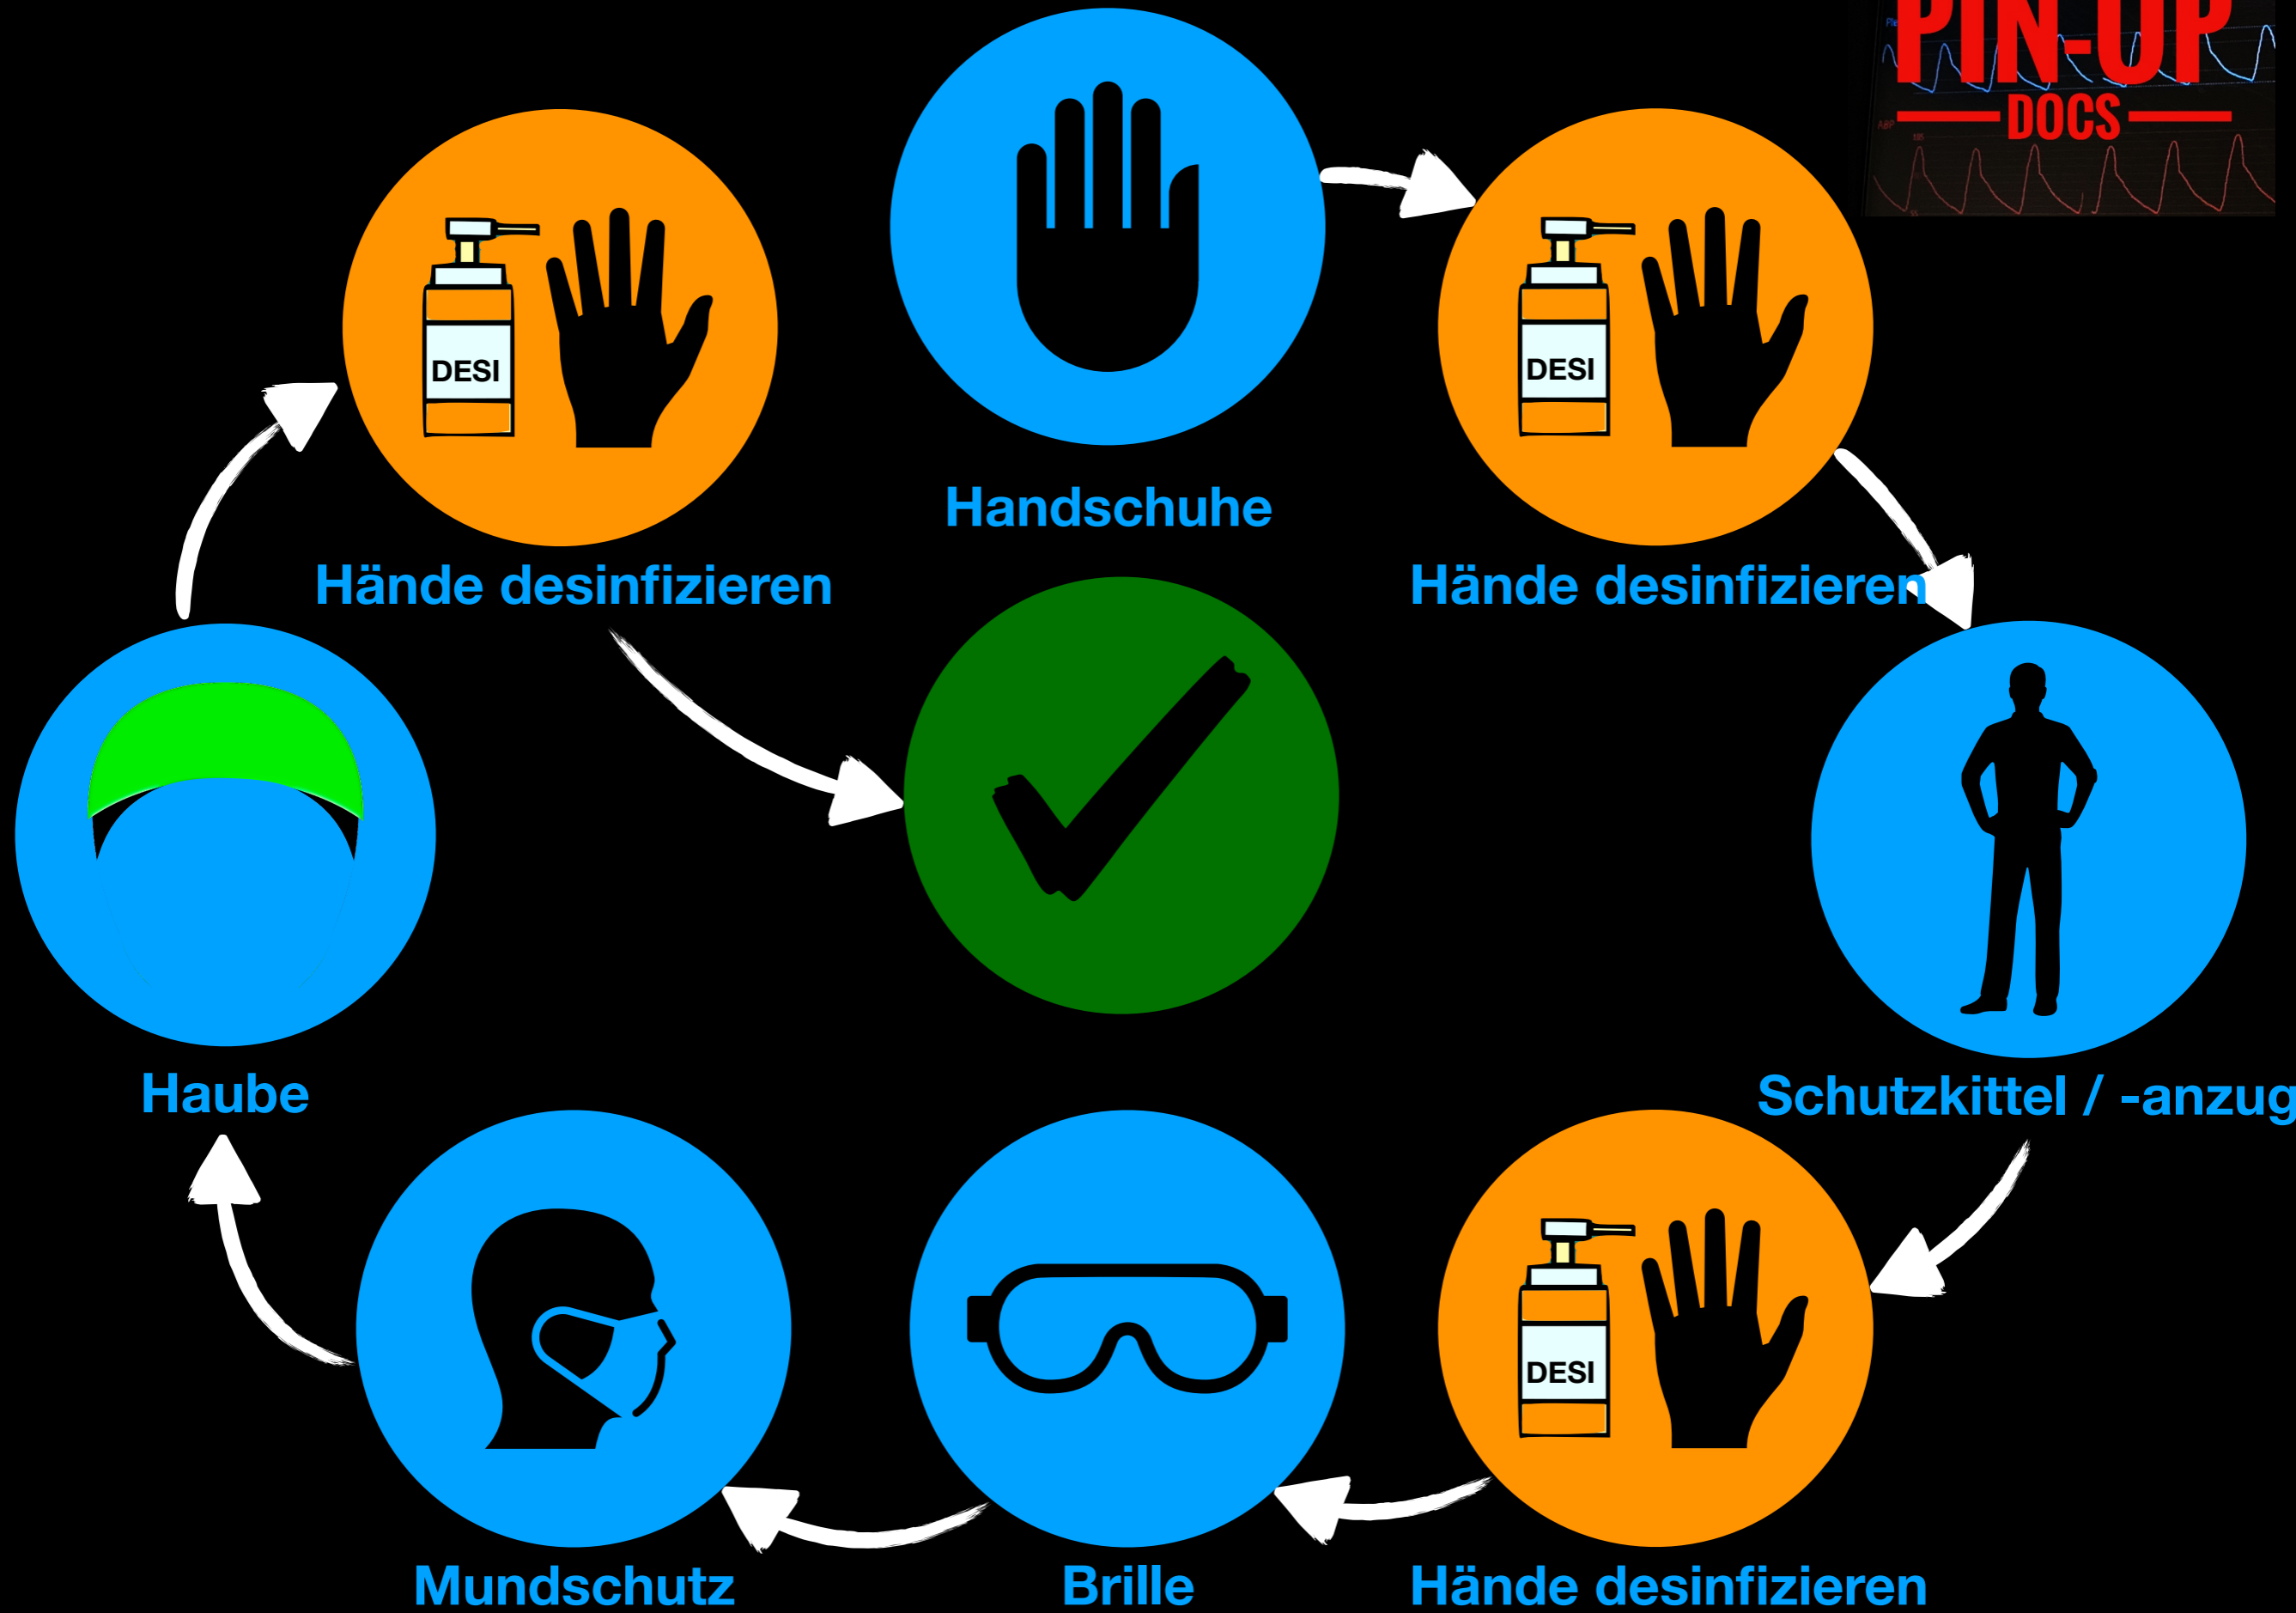 PIN-UP
DOCS
DESI
DESI
Handschuhe
Hände desinfizieren
Hände desinfizieren
Haube
Schutzkittel / -anzug
DESI
Mundschutz
Brille
Hände desinfizieren